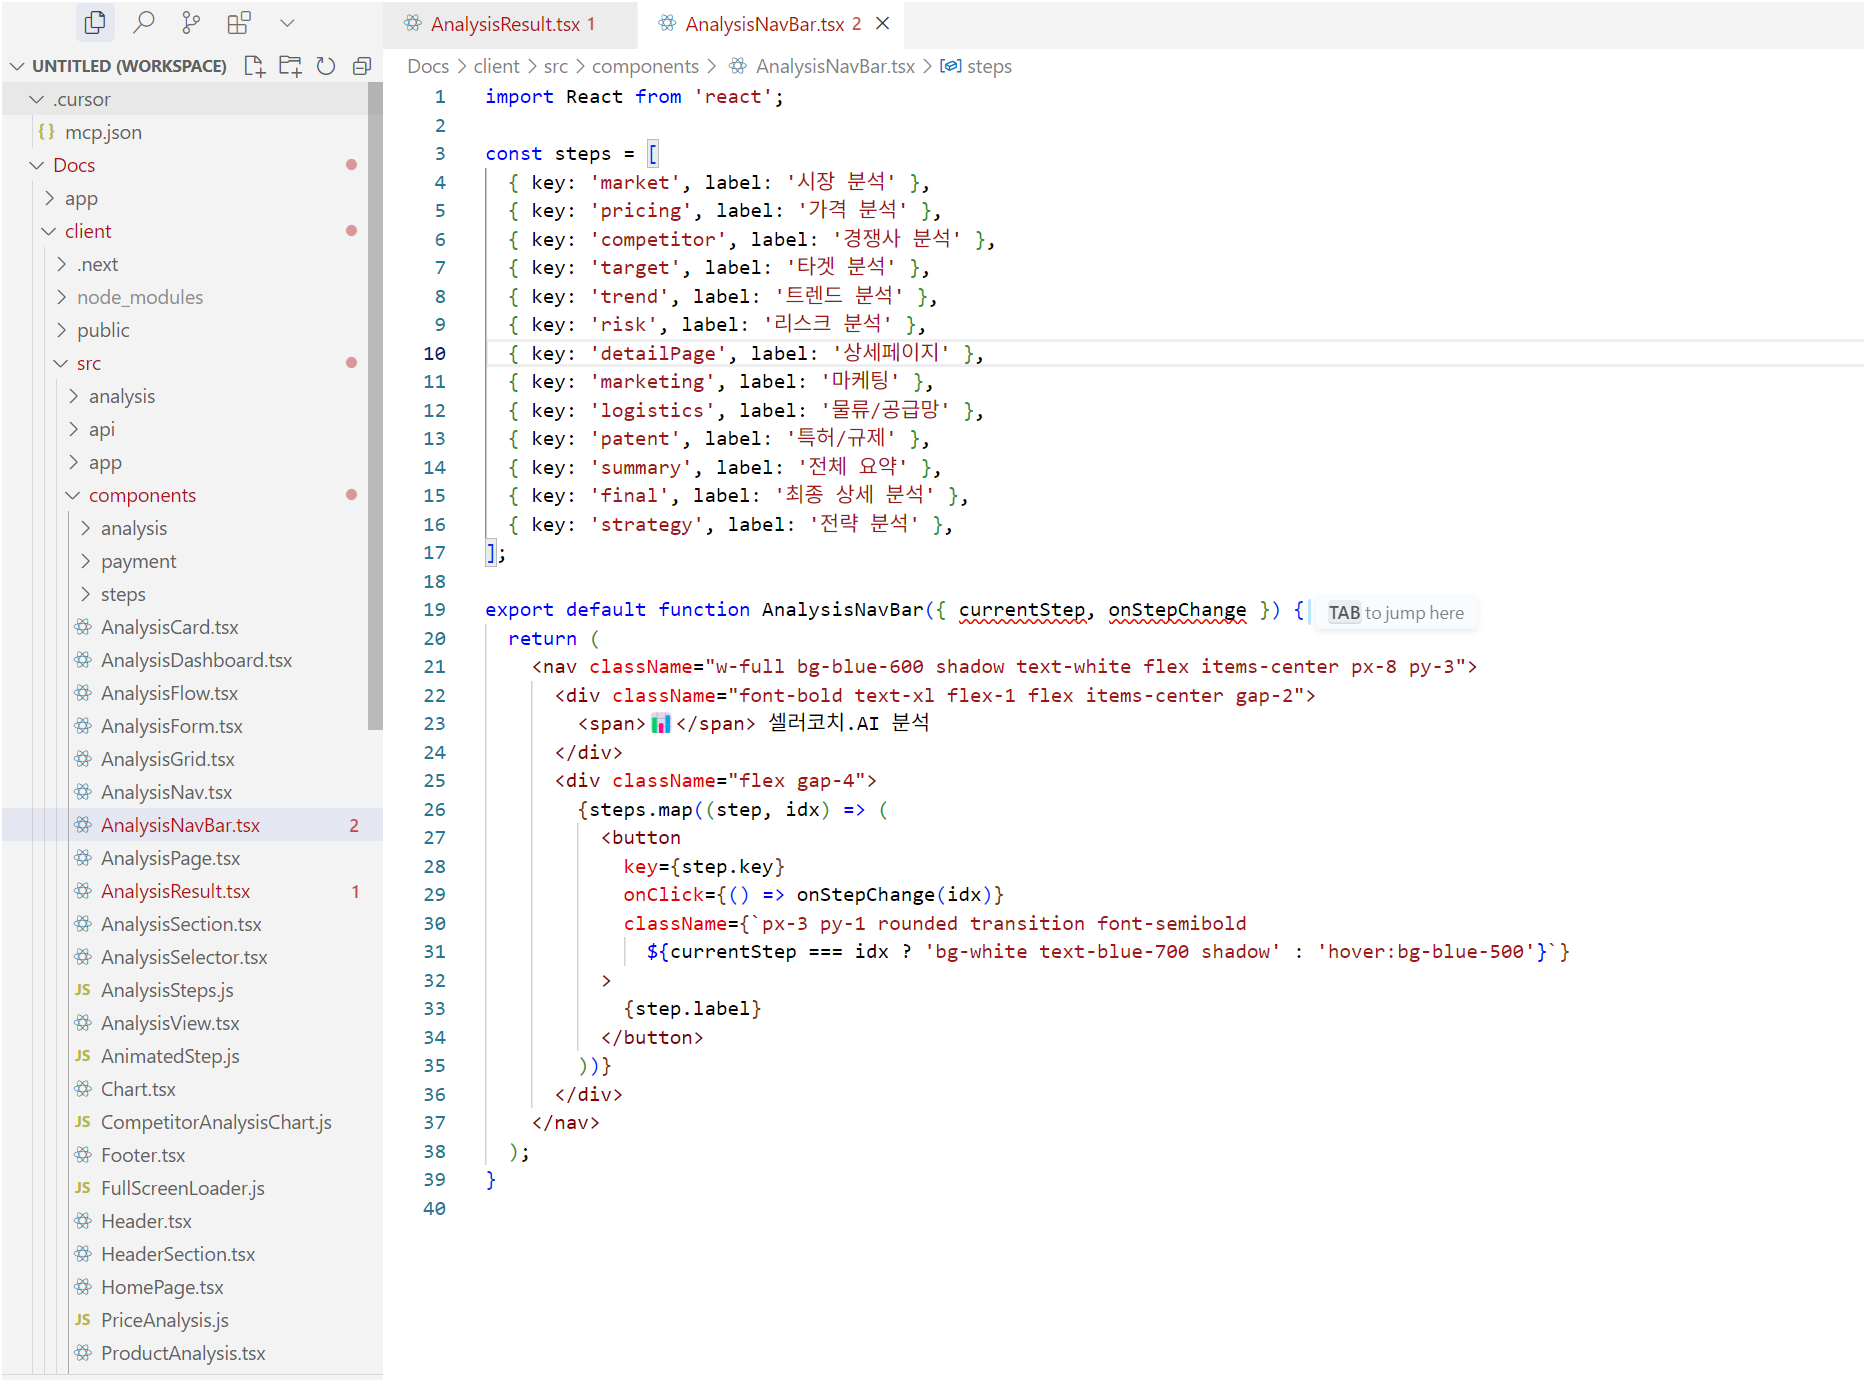 AnalysisResult.tsx 1
AnalysisNavBar.tsx 2
UNTITLED (WORKSPACE)
Docs > client > src > components > AnalysisNavBar.tsx > steps
.cursor
{} mcp.json
Docs
app
client
.next
node_modules
public
src
analysis
api
app
components
analysis
payment
steps
AnalysisCard.tsx
AnalysisDashboard.tsx
AnalysisFlow.tsx
AnalysisForm.tsx
AnalysisGrid.tsx
AnalysisNav.tsx
AnalysisNavBar.tsx 2
AnalysisPage.tsx
AnalysisResult.tsx 1
AnalysisSection.tsx
AnalysisSelector.tsx
JS AnalysisSteps.js
AnalysisView.tsx
JS AnimatedStep.js
Chart.tsx
JS CompetitorAnalysisChart.js
Footer.tsx
JS FullScreenLoader.js
Header.tsx
HeaderSection.tsx
HomePage.tsx
JS PriceAnalysis.js
ProductAnalysis.tsx
1 import React from 'react';
2
3 const steps = [
4 { key: 'market', label: '시장 분석' },
5 { key: 'pricing', label: '가격 분석' },
6 { key: 'competitor', label: '경쟁사 분석' },
7 { key: 'target', label: '타겟 분석' },
8 { key: 'trend', label: '트렌드 분석' },
9 { key: 'risk', label: '리스크 분석' },
10 { key: 'detailPage', label: '상세페이지' },
11 { key: 'marketing', label: '마케팅' },
12 { key: 'logistics', label: '물류/공급망' },
13 { key: 'patent', label: '특허/규제' },
14 { key: 'summary', label: '전체 요약' },
15 { key: 'final', label: '최종 상세 분석' },
16 { key: 'strategy', label: '전략 분석' },
17 ];
18
19 export default function AnalysisNavBar({ currentStep, onStepChange }) { TAB to jump here
20 return (
21 <nav className="w-full bg-blue-600 shadow text-white flex items-center px-8 py-3">
22 <div className="font-bold text-xl flex-1 flex items-center gap-2">
23 <span>📊</span> 셀러코치.AI 분석
24 </div>
25 <div className="flex gap-4">
26 {steps.map((step, idx) => (
27 <button
28 key={step.key}
29 onClick={() => onStepChange(idx)}
30 className={`px-3 py-1 rounded transition font-semibold
31 ${currentStep === idx ? 'bg-white text-blue-700 shadow' : 'hover:bg-blue-500'}`}
32 >
33 {step.label}
34 </button>
35 ))}
36 </div>
37 </nav>
38 );
39 }
40